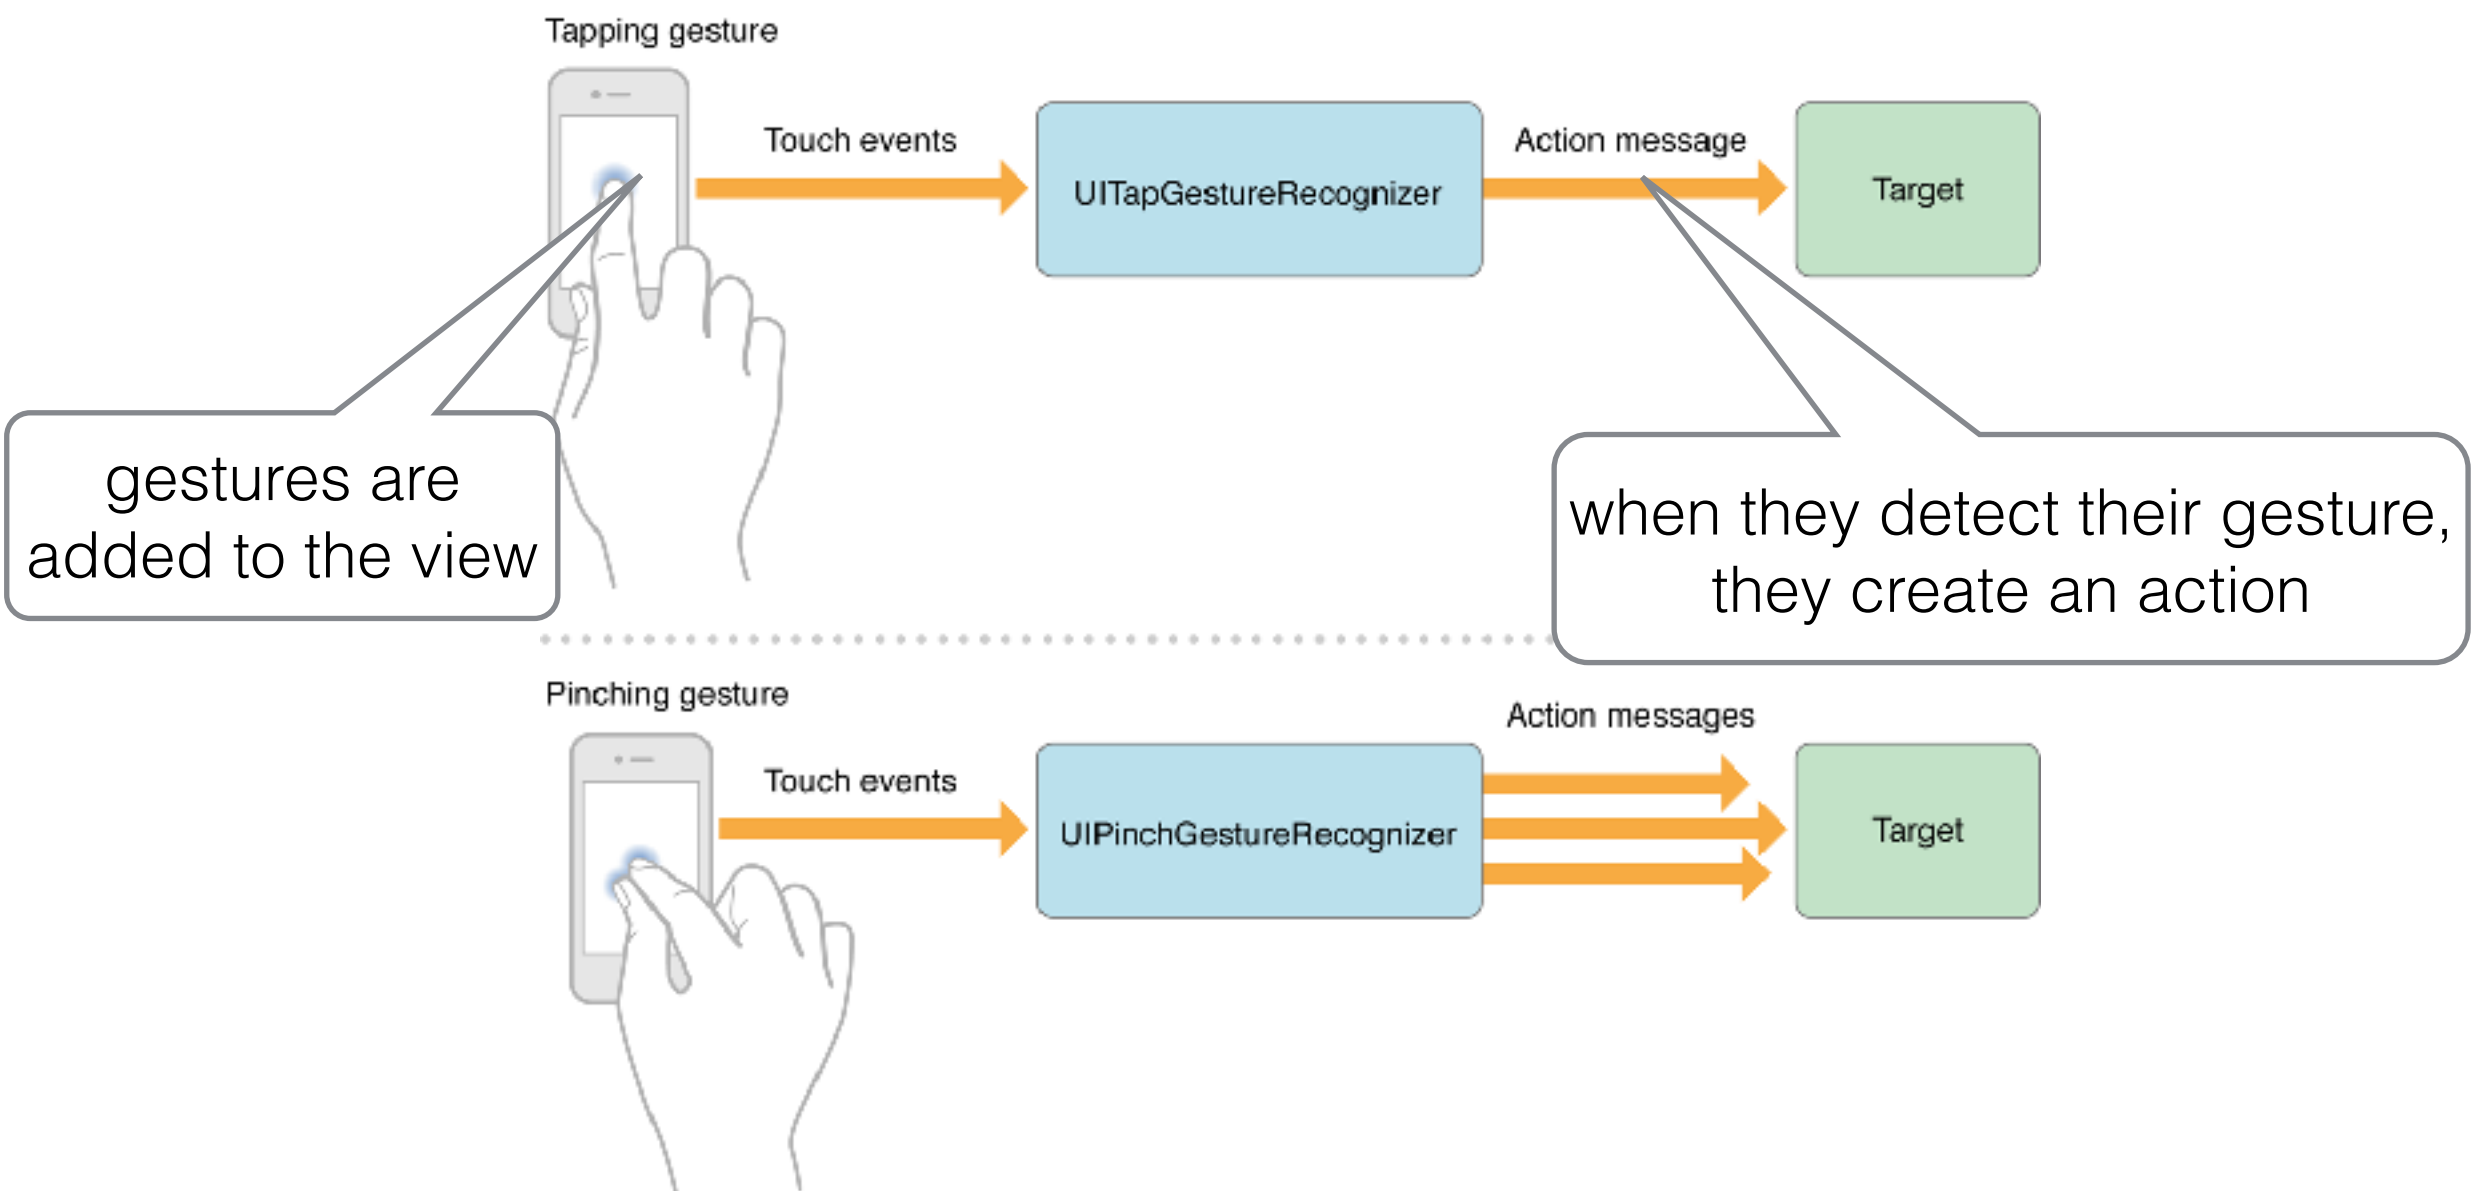 Tapping gesture
Touch events
UITapGestureRecognizer
Action message
Target
gestures are
added to the view
when they detect their gesture,
they create an action
Pinching gesture
Touch events
UIPinchGestureRecognizer
Action messages
Target